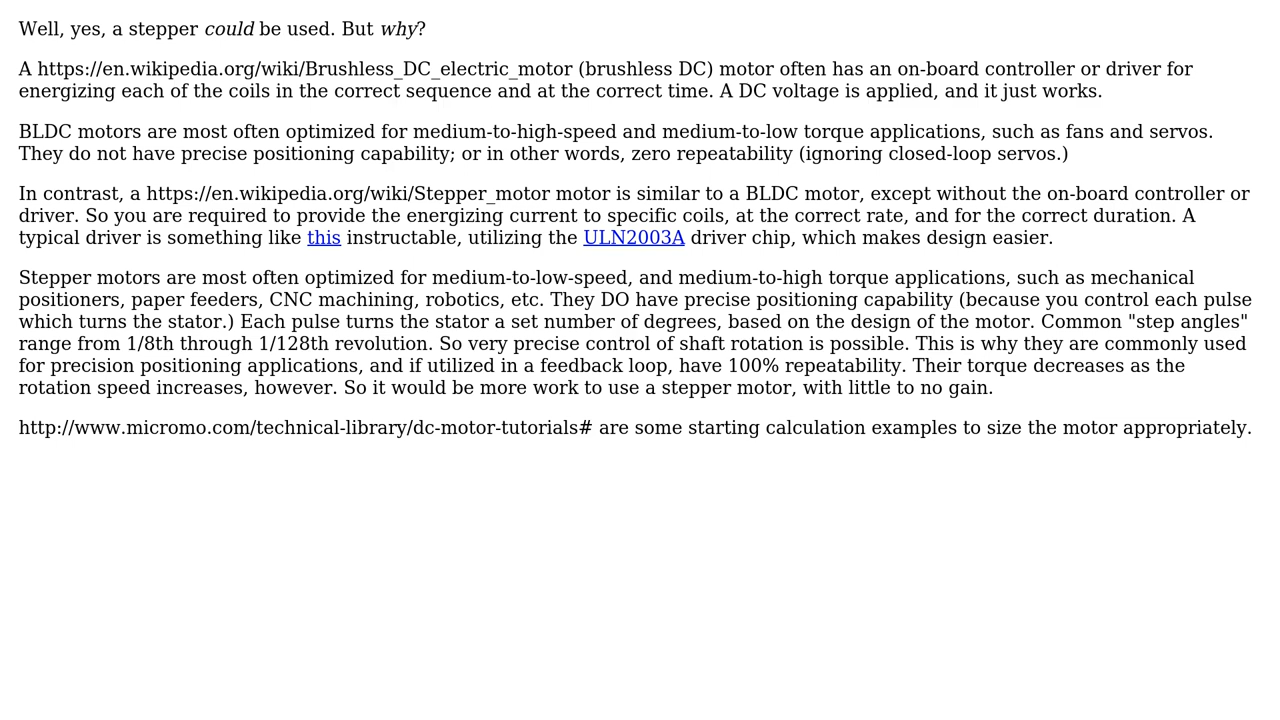 Well, yes, a stepper could be used. But why?
A https://en.wikipedia.org/wiki/Brushless_DC_electric_motor (brushless DC) motor often has an on-board controller or driver for
energizing each of the coils in the correct sequence and at the correct time. A DC voltage is applied, and it just works.
BLDC motors are most often optimized for medium-to-high-speed and medium-to-low torque applications, such as fans and servos.
They do not have precise positioning capability; or in other words, zero repeatability (ignoring closed-loop servos.)
In contrast, a https://en.wikipedia.org/wiki/Stepper_motor motor is similar to a BLDC motor, except without the on-board controller or
driver. So you are required to provide the energizing current to specific coils, at the correct rate, and for the correct duration. A
typical driver is something like this instructable, utilizing the ULN2003A driver chip, which makes design easier.
Stepper motors are most often optimized for medium-to-low-speed, and medium-to-high torque applications, such as mechanical
positioners, paper feeders, CNC machining, robotics, etc. They DO have precise positioning capability (because you control each pulse
which turns the stator.) Each pulse turns the stator a set number of degrees, based on the design of the motor. Common "step angles"
range from 1/8th through 1/128th revolution. So very precise control of shaft rotation is possible. This is why they are commonly used
for precision positioning applications, and if utilized in a feedback loop, have 100% repeatability. Their torque decreases as the
rotation speed increases, however. So it would be more work to use a stepper motor, with little to no gain.
http://www.micromo.com/technical-library/dc-motor-tutorials# are some starting calculation examples to size the motor appropriately.